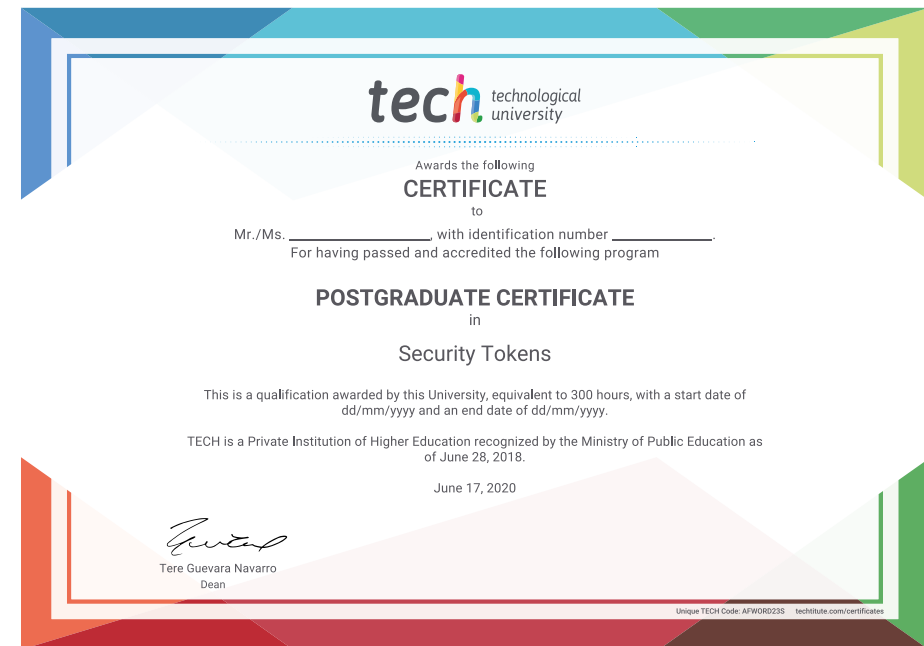 tech technological
university
Awards the following
CERTIFICATE
to
Mr./Ms. ____________________, with identification number ______________.
For having passed and accredited the following program
POSTGRADUATE CERTIFICATE
in
Security Tokens
This is a qualification awarded by this University, equivalent to 300 hours, with a start date of
dd/mm/yyyy and an end date of dd/mm/yyyy.
TECH is a Private Institution of Higher Education recognized by the Ministry of Public Education as
of June 28, 2018.
June 17, 2020
Tere Guevara Navarro
Dean
Unique TECH Code: AFWORD23S techtitute.com/certificates